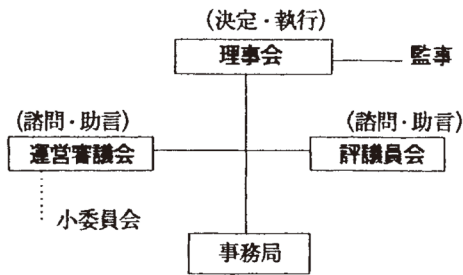 (決定・執行)
理事会
監事
(諮問・助言)
(諮問・助言)
運営審議会
評議員会
小委員会
事務局